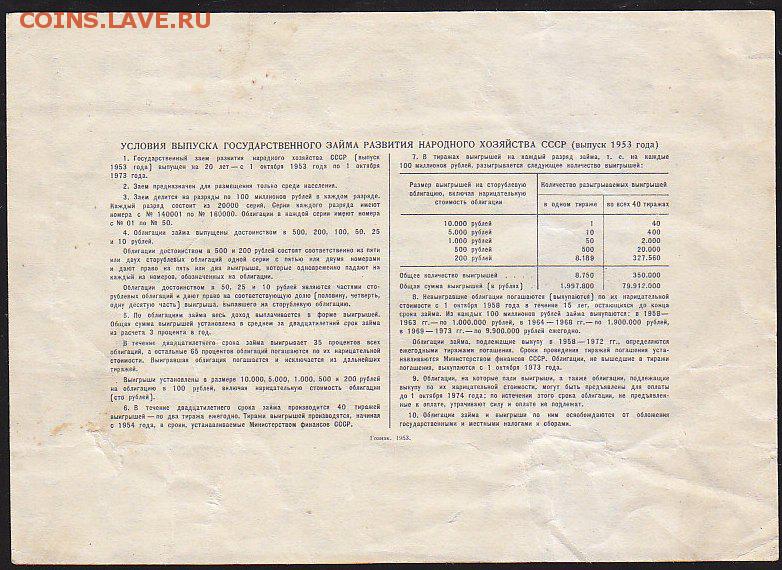 COINS.LAVE.RU
УСЛОВИЯ ВЫПУСКА ГОСУДАРСТВЕННОГО ЗАЙМА РАЗВИТИЯ НАРОДНОГО ХОЗЯЙСТВА СССР (выпуск 1953 года)
1. Государственный заем развития народного хозяйства СССР (выпуск
1953 года) выпущен на 20 лет — с 1 октября 1953 года по 1 октября
1973 года.
2. Заем предназначен для размещения только среди населения.
3. Заем делится на разряды по 100 миллионов рублей в каждом разряде.
Каждый разряд состоит из 20000 серий. Серии каждого разряда имеют
номера с № 140001 по № 160000. Облигации в каждой серии имеют номера
с № 01 по № 50.
4. Облигации займа выпущены достоинством в 500, 200, 100, 50, 25
и 10 рублей.
Облигации достоинством в 500 и 200 рублей состоят соответственно из пяти
или двух сторублевых облигаций одной серии с пятью или двумя номерами
и дают право на пять или два выигрыша, которые одновременно падают на
каждый из номеров, обозначенных на облигации.
Облигации достоинством в 50, 25 и 10 рублей являются частями сто-
рублевых облигаций и дают право на соответствующую долю (половину, четверть,
одну десятую часть) выигрыша, выпавшего на сторублевую облигацию.
5. По облигациям займа весь доход выплачивается в форме выигрышей.
Общая сумма выигрышей установлена в среднем за двадцатилетний срок займа
из расчета 3 процента в год.
В течение двадцатилетнего срока займа выигрывает 35 процентов всех
облигаций, а остальные 65 процентов облигаций погашаются по их нарицательной
стоимости. Выигравшая облигация погашается и исключается из дальнейших
тиражей.
Выигрыши установлены в размере 10.000, 5.000, 1.000, 500 и 200 рублей
на облигацию в 100 рублей, включая нарицательную стоимость облигации
(сто рублей).
6. В течение двадцатилетнего срока займа производится 40 тиражей
выигрышей — по два тиража ежегодно. Тиражи выигрышей производятся, начиная
с 1954 года, в сроки, устанавливаемые Министерством финансов СССР.
7. В тиражах выигрышей на каждый разряд займа, т. е. на каждые
100 миллионов рублей, разыгрывается следующее количество выигрышей:
Размер выигрышей на сторублевую облигацию, включая нарицательную стоимость облигации | Количество разыгрываемых выигрышей
в одном тираже | во всех 40 тиражах
10.000 рублей 1 40
5.000 рублей 10 400
1.000 рублей 50 2.000
500 рублей 500 20.000
200 рублей 8.189 327.560
Общее количество выигрышей . . . . 8.750 350.000
Общая сумма выигрышей (в рублях) . 1.997.800 79.912.000
8. Невыигравшие облигации погашаются (выкупаются) по их нарицательной
стоимости с 1 октября 1958 года в течение 15 лет, остающихся до конца
срока займа. Из каждых 100 миллионов рублей займа выкупается: в 1958—
1963 гг.— по 1.000.000 рублей, в 1964—1968 гг.— по 1.900.000 рублей,
в 1969—1973 гг.— по 9.900.000 рублей ежегодно.
Облигации займа, подлежащие выкупу в 1958—1972 гг., определяются
ежегодными тиражами погашения. Сроки проведения тиражей погашения уста-
навливаются Министерством финансов СССР. Облигации, не вышедшие в тиражи
погашения, выкупаются с 1 октября 1973 года.
9. Облигации, на которые пали выигрыши, а также облигации, подлежащие
выкупу по их нарицательной стоимости, могут быть предъявлены для оплаты
до 1 октября 1974 года; по истечении этого срока облигации, не предъявлен-
ные к оплате, утрачивают силу и оплате не подлежат.
10. Облигации займа и выигрыши по ним освобождаются от обложения
государственными и местными налогами и сборами.
Гознак. 1953.